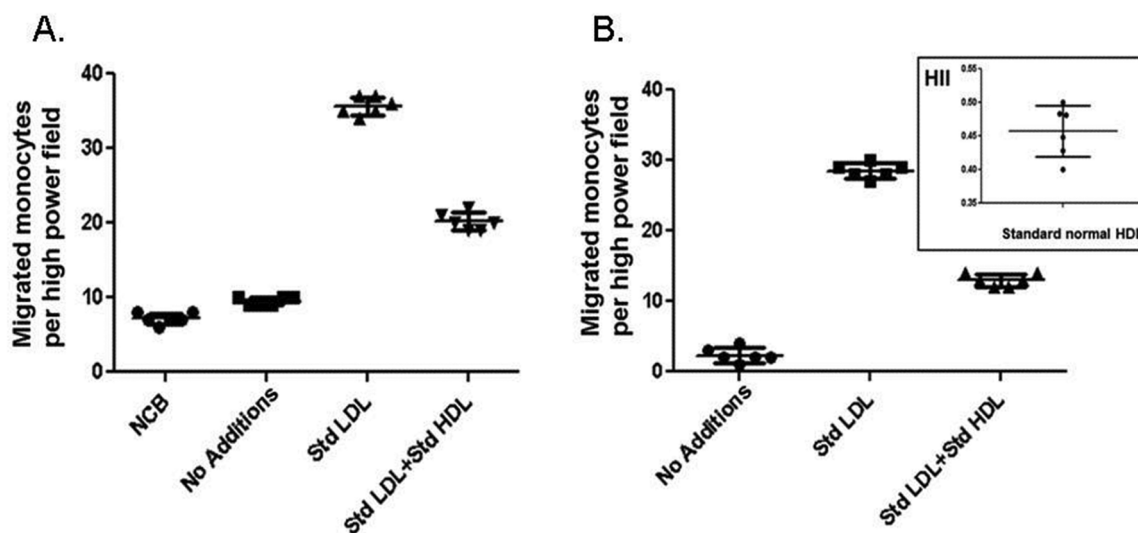 A.
Migrated monocytes
per high power field
40
30
20
10
0
NCB
No Additions
Std LDL
Std LDL+Std HDL
B.
Migrated monocytes
per high power field
40
30
20
10
0
No Additions
Std LDL
Std LDL+Std HDL
HII
0.55
0.50
0.45
0.40
0.35
Standard normal HDL